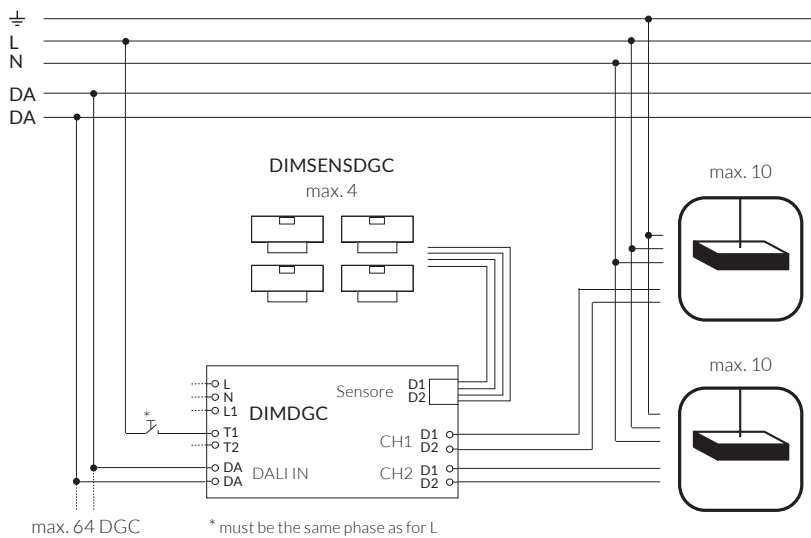 L
N
DA
DA
DIMSENSDGC
max. 4
max. 10
max. 10
L
N
L1
T1
T2
DA
DA
DIMDGC
DALI IN
Sensore
D1
D2
CH1
D1
D2
CH2
D1
D2
*
max. 64 DGC
* must be the same phase as for L